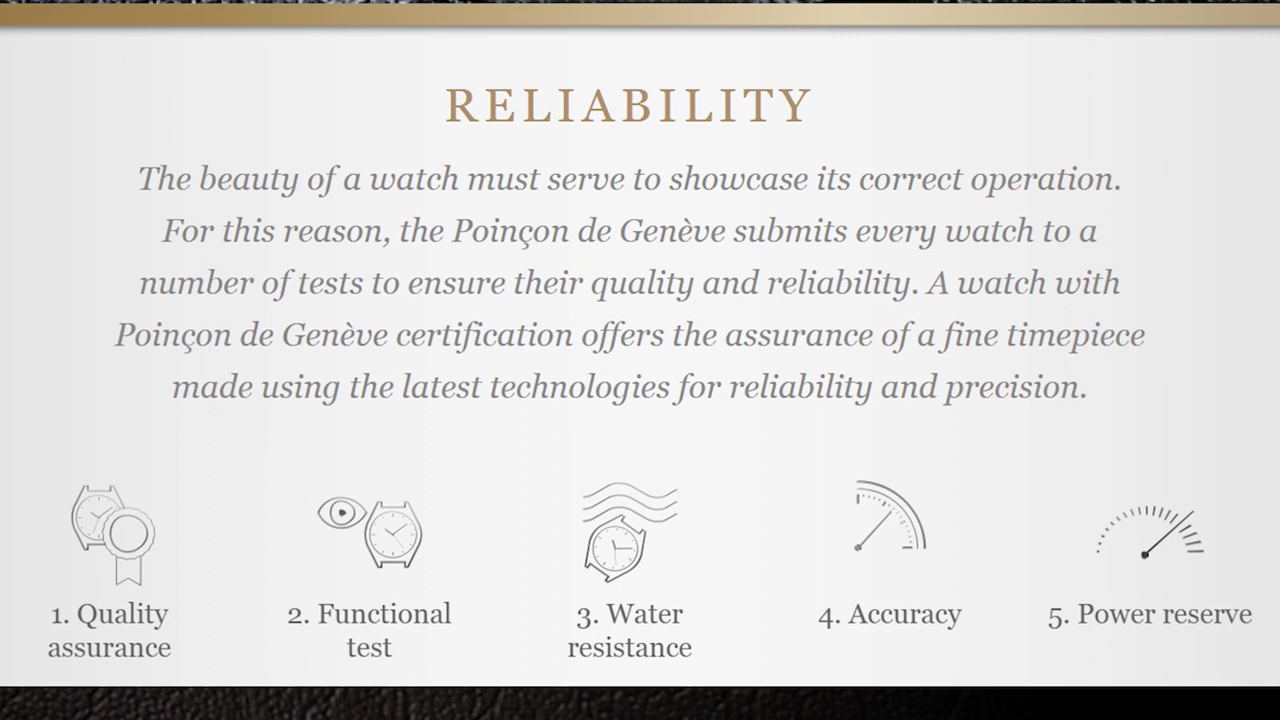 RELIABILITY
The beauty of a watch must serve to showcase its correct operation.
For this reason, the Poinçon de Genève submits every watch to a
number of tests to ensure their quality and reliability. A watch with
Poinçon de Genève certification offers the assurance of a fine timepiece
made using the latest technologies for reliability and precision.
1. Quality
assurance
2. Functional
test
3. Water
resistance
4. Accuracy
5. Power reserve